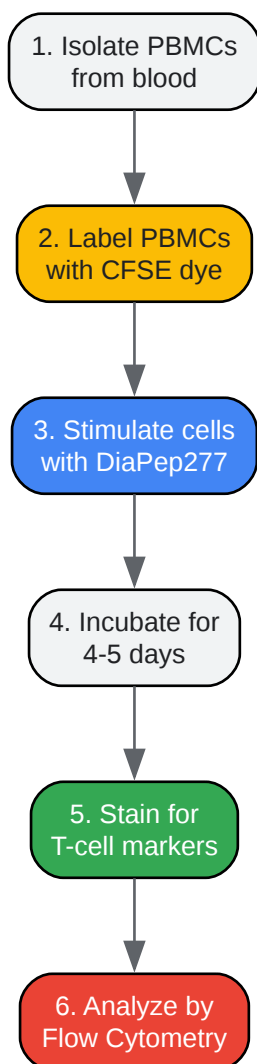 1. Isolate PBMCs
from blood
2. Label PBMCs
with CFSE dye
3. Stimulate cells
with DiaPep277
4. Incubate for
4-5 days
5. Stain for
T-cell markers
6. Analyze by
Flow Cytometry